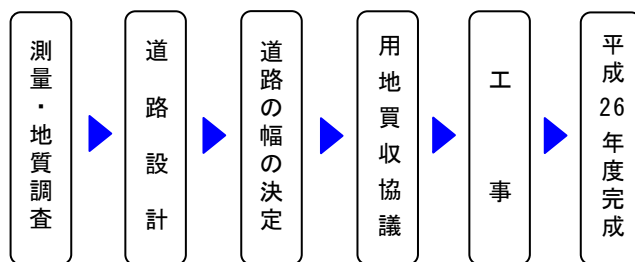 測量・地質調査
道路設計
道路の幅の決定
用地買収協議
工事
平成26年度完成